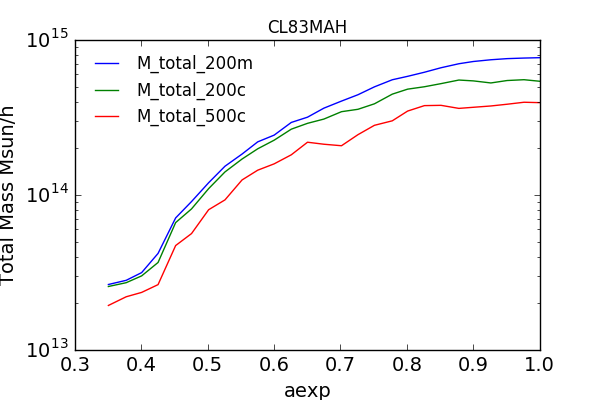 CL83MAH
10^15
M_total_200m
M_total_200c
M_total_500c
10^14
10^13
Total Mass Msun/h
0.3 0.4 0.5 0.6 0.7 0.8 0.9 1.0
aexp